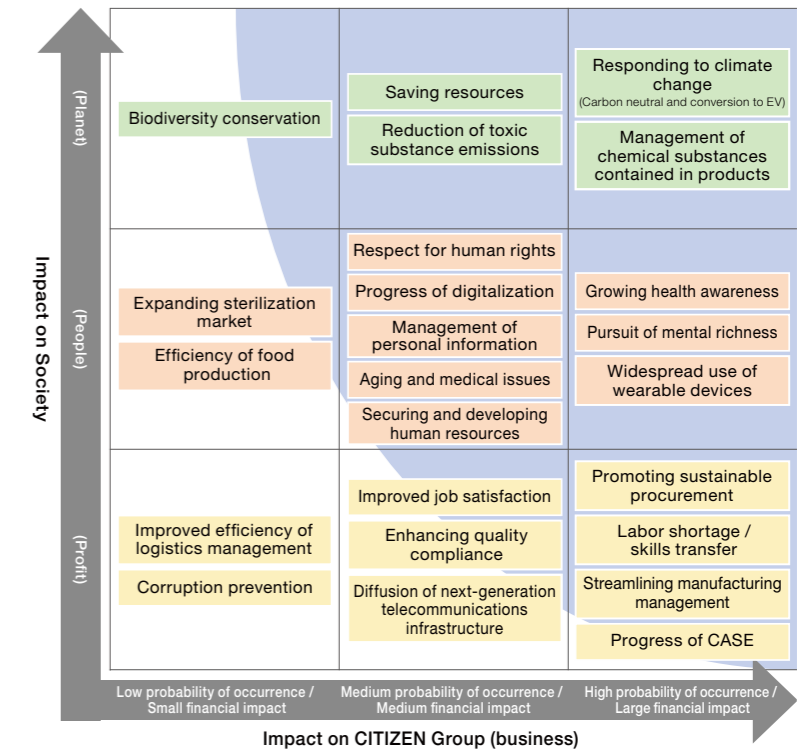 Impact on Society
(Planet)
Biodiversity conservation
Saving resources
Reduction of toxic
substance emissions
Responding to climate
change
(Carbon neutral and conversion to EV)
Management of
chemical substances
contained in products
(People)
Expanding sterilization
market
Efficiency of food
production
Respect for human rights
Progress of digitalization
Management of
personal information
Aging and medical issues
Securing and developing
human resources
Growing health awareness
Pursuit of mental richness
Widespread use of
wearable devices
(Profit)
Improved efficiency of
logistics management
Corruption prevention
Improved job satisfaction
Enhancing quality
compliance
Diffusion of next-generation
telecommunications
infrastructure
Promoting sustainable
procurement
Labor shortage /
skills transfer
Streamlining manufacturing
management
Progress of CASE
Low probability of occurrence /
Small financial impact
Medium probability of occurrence /
Medium financial impact
High probability of occurrence /
Large financial impact
Impact on CITIZEN Group (business)